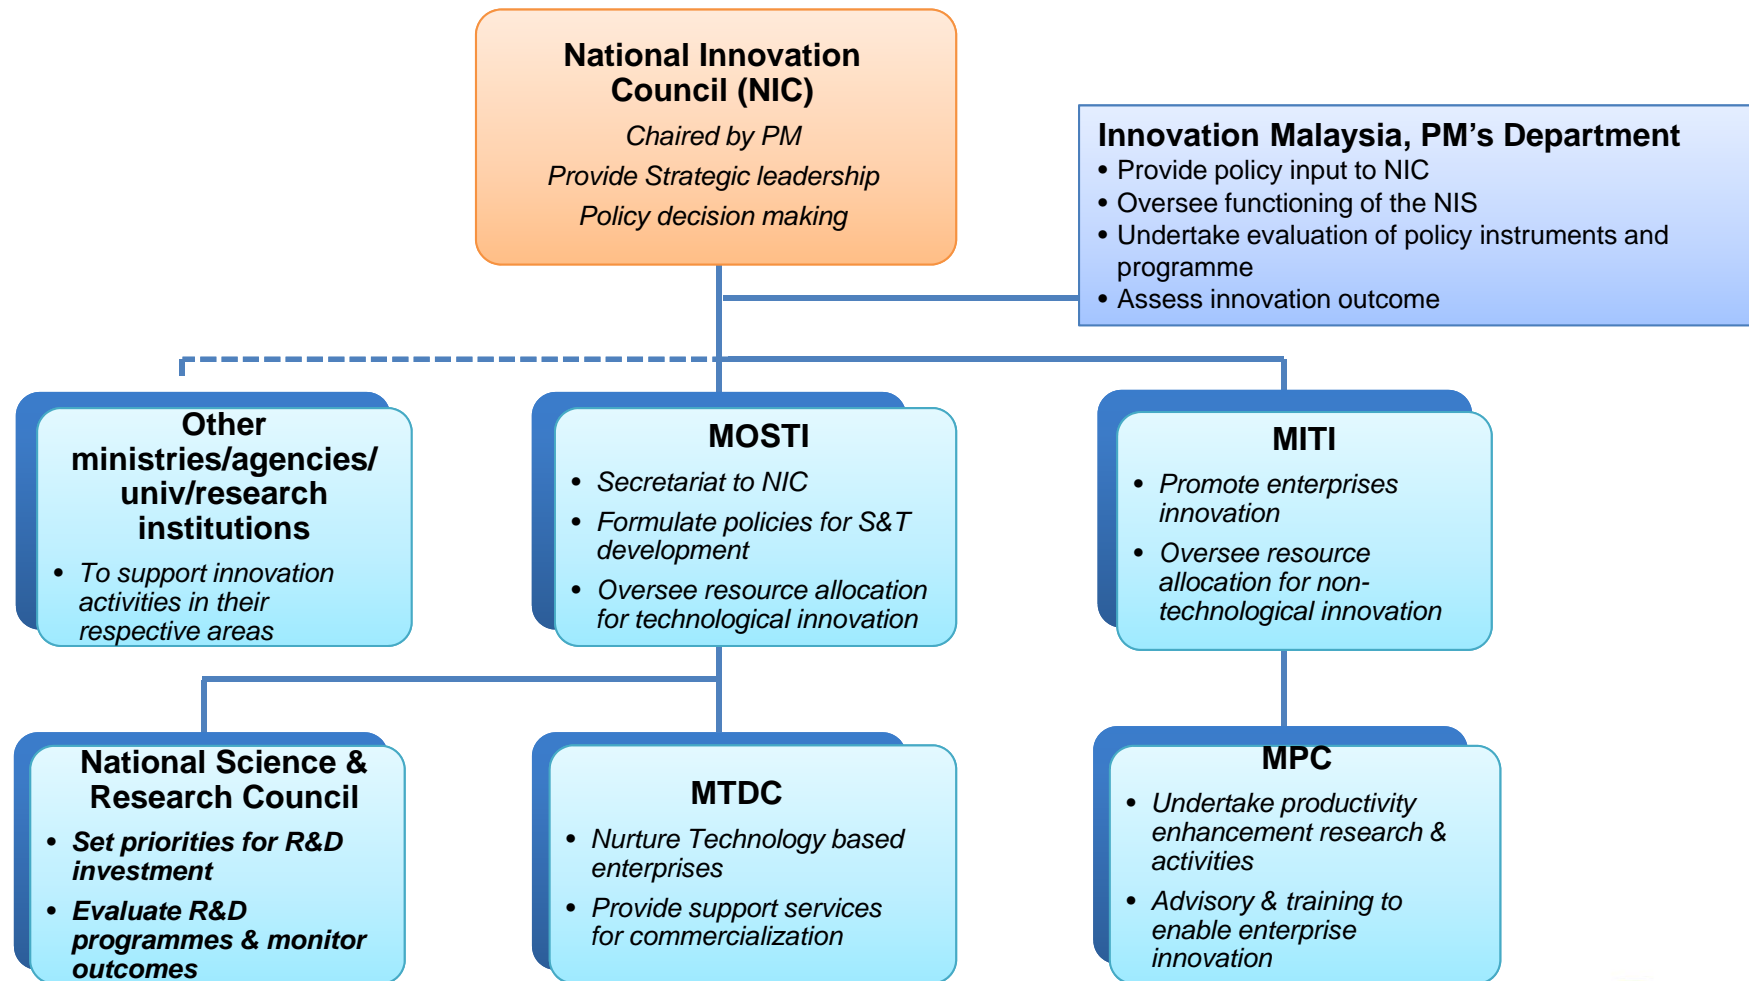 National Innovation
Council (NIC)
Chaired by PM
Provide Strategic leadership
Policy decision making
Innovation Malaysia, PM’s Department
• Provide policy input to NIC
• Oversee functioning of the NIS
• Undertake evaluation of policy instruments and
programme
• Assess innovation outcome
Other
ministries/agencies/
univ/research
institutions
• To support innovation
activities in their
respective areas
MOSTI
• Secretariat to NIC
• Formulate policies for S&T
development
• Oversee resource allocation
for technological innovation
MITI
• Promote enterprises
innovation
• Oversee resource
allocation for non-
technological innovation
National Science &
Research Council
• Set priorities for R&D
investment
• Evaluate R&D
programmes & monitor
outcomes
MTDC
• Nurture Technology based
enterprises
• Provide support services
for commercialization
MPC
• Undertake productivity
enhancement research &
activities
• Advisory & training to
enable enterprise
innovation